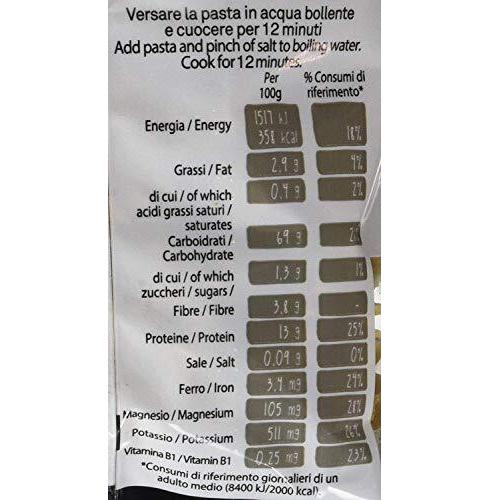 Versare la pasta in acqua bollente
e cuocere per 12 minuti
Add pasta and pinch of salt to boiling water.
Cook for 12 minutes.
Per 100g
% Consumi di riferimento*
Energia / Energy 1517 kJ 358 kcal 18%
Grassi / Fat 2,9 g 4%
di cui / of which 0,4 g 2%
acidi grassi saturi /
saturates
Carboidrati / 69 g
Carbohydrate
di cui / of which 1,3 g 1%
zuccheri / sugars /
Fibre / Fibre 3,8 g -
Proteine / Protein 13 g 25%
Sale / Salt 0,09 g 0%
Ferro / Iron 3,4 mg 24%
Magnesio / Magnesium 105 mg 28%
Potassio / Potassium 511 mg 26%
Vitamina B1 / Vitamin B1 0,25 mg 23%
*Consumi di riferimento giornalieri di un
adulto medio (8400 kJ/2000 kcal).